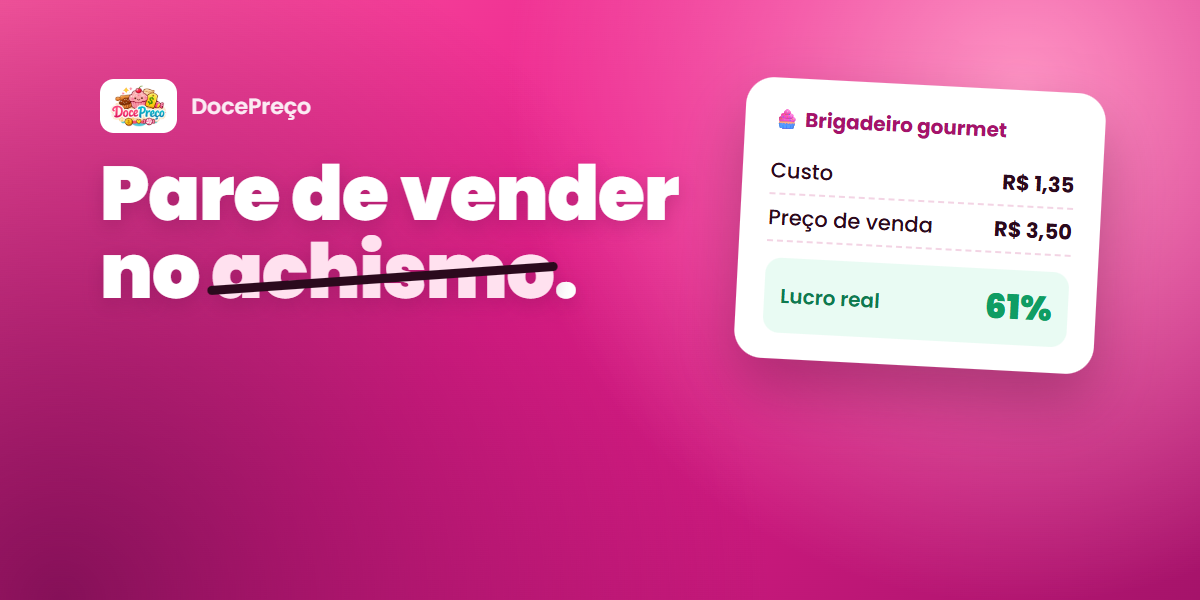 DocePreço
DocePreço
Pare de vender
no achismo.
Brigadeiro gourmet
Custo R$ 1,35
Preço de venda R$ 3,50
Lucro real 61%